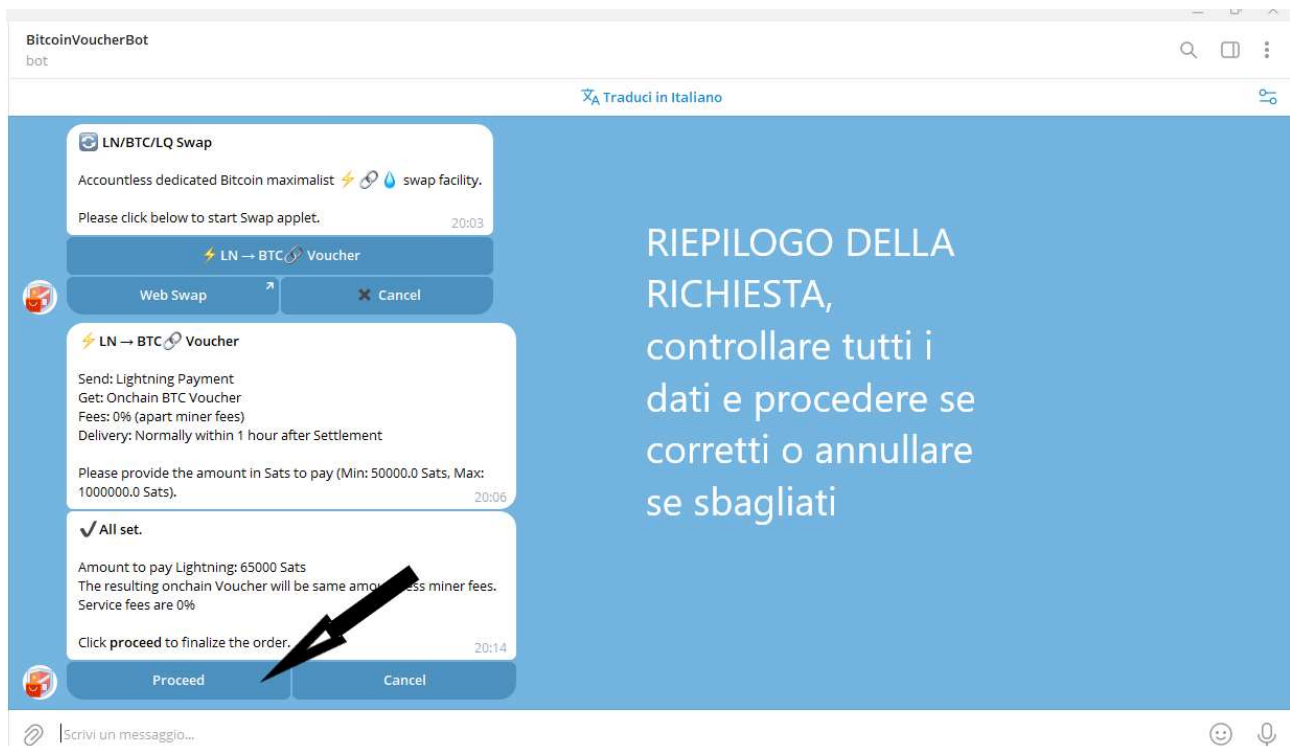 BitcoinVoucherBot
bot
Traduci in Italiano
LN/BTC/LQ Swap
Accountless dedicated Bitcoin maximalist ⚡🔗💧 swap facility.
Please click below to start Swap applet.
20:03
⚡ LN → BTC🔗 Voucher
Web Swap
✖ Cancel
⚡ LN → BTC🔗 Voucher
Send: Lightning Payment
Get: Onchain BTC Voucher
Fees: 0% (apart miner fees)
Delivery: Normally within 1 hour after Settlement
Please provide the amount in Sats to pay (Min: 50000.0 Sats, Max:
1000000.0 Sats).
20:06
✔ All set.
Amount to pay Lightning: 65000 Sats
The resulting onchain Voucher will be same miner fees.
Service fees are 0%
Click proceed to finalize the order.
20:14
Proceed
Cancel
RIEPILOGO DELLA
RICHIESTA,
controllare tutti i
dati e procedere se
corretti o annullare
se sbagliati
Scrivi un messaggio...